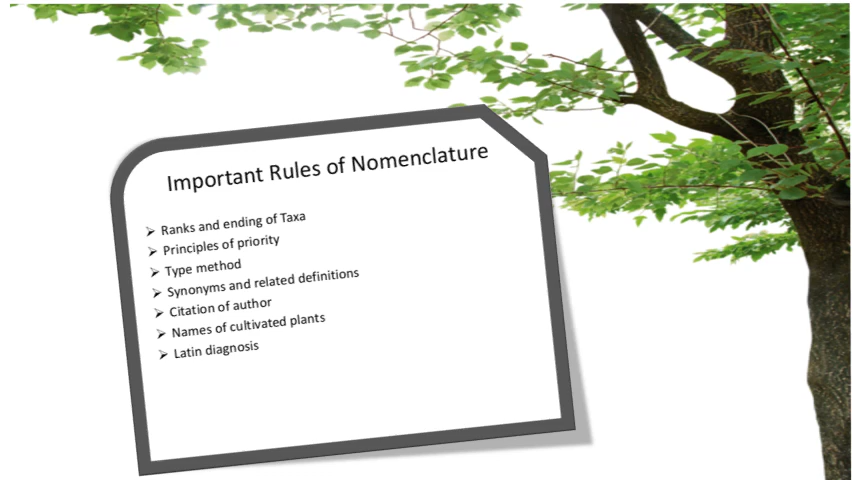 Important Rules of Nomenclature
➢ Ranks and ending of Taxa
➢ Principles of priority
➢ Type method
➢ Synonyms and related definitions
➢ Citation of author
➢ Names of cultivated plants
➢ Latin diagnosis